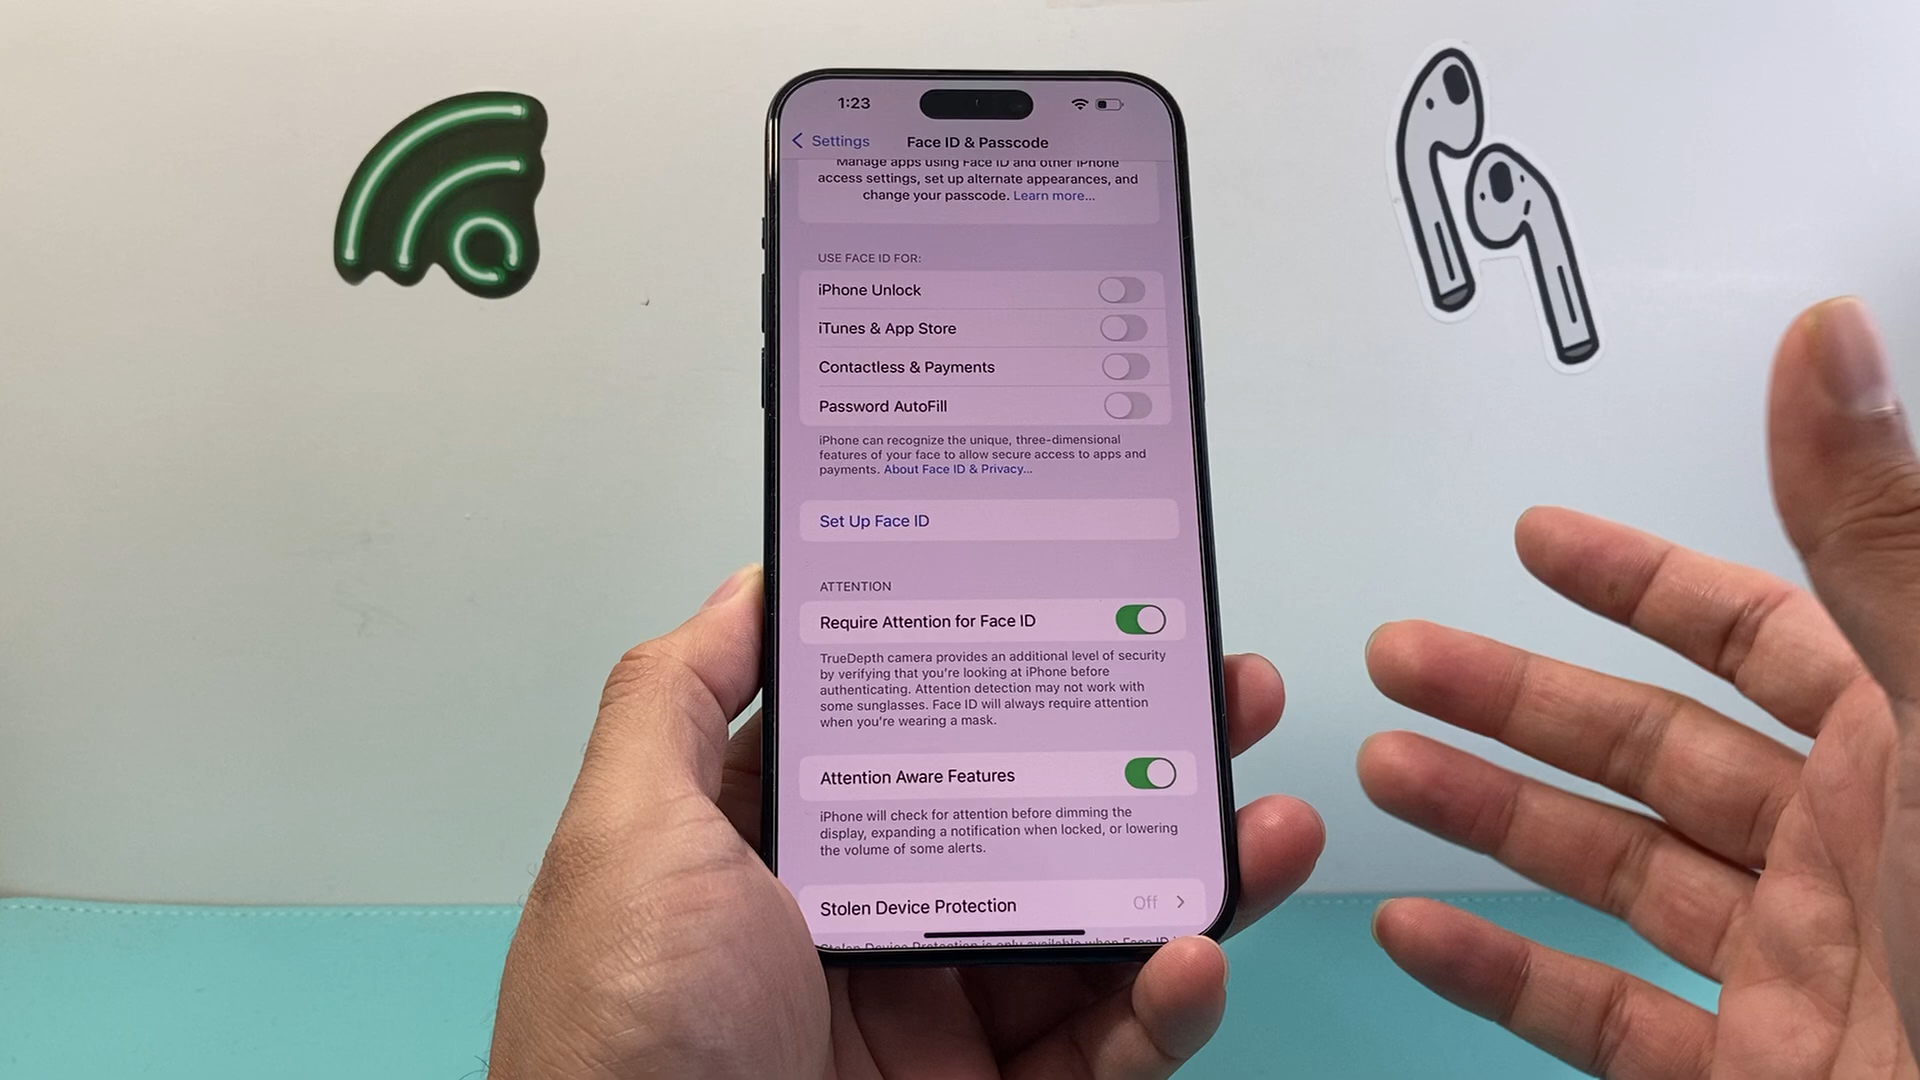 1:23
Settings
Face ID & Passcode
Manage apps using Face ID and other iPhone
access settings, set up alternate appearances, and
change your passcode. Learn more...
USE FACE ID FOR:
iPhone Unlock
iTunes & App Store
Contactless & Payments
Password AutoFill
iPhone can recognize the unique, three-dimensional
features of your face to allow secure access to apps and
payments. About Face ID & Privacy...
Set Up Face ID
ATTENTION
Require Attention for Face ID
TrueDepth camera provides an additional level of security
by verifying that you're looking at iPhone before
authenticating. Attention detection may not work with
some sunglasses. Face ID will always require attention
when you're wearing a mask.
Attention Aware Features
iPhone will check for attention before dimming the
display, expanding a notification when locked, or lowering
the volume of some alerts.
Stolen Device Protection Off
Stolen Device Protection is only available when Face ID